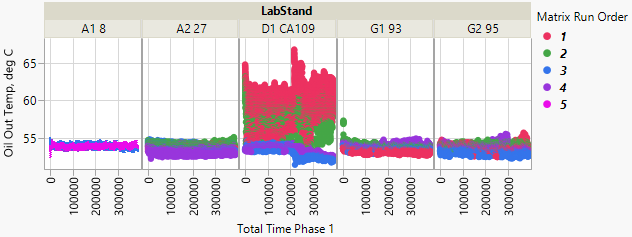 LabStand
A1 8 A2 27 D1 CA109 G1 93 G2 95
Matrix Run Order
1
2
3
4
5
Oil Out Temp, deg C
65
60
55
0 100000 200000 300000 0 100000 200000 300000 0 100000 200000 300000 0 100000 200000 300000 0 100000 200000 300000
Total Time Phase 1